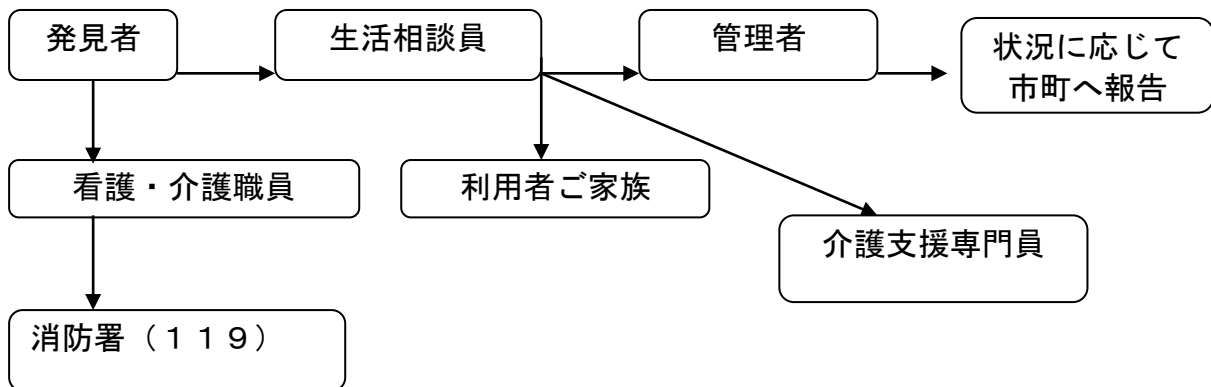 発見者
生活相談員
管理者
状況に応じて
市町へ報告
看護・介護職員
利用者ご家族
介護支援専門員
消防署（１１９）